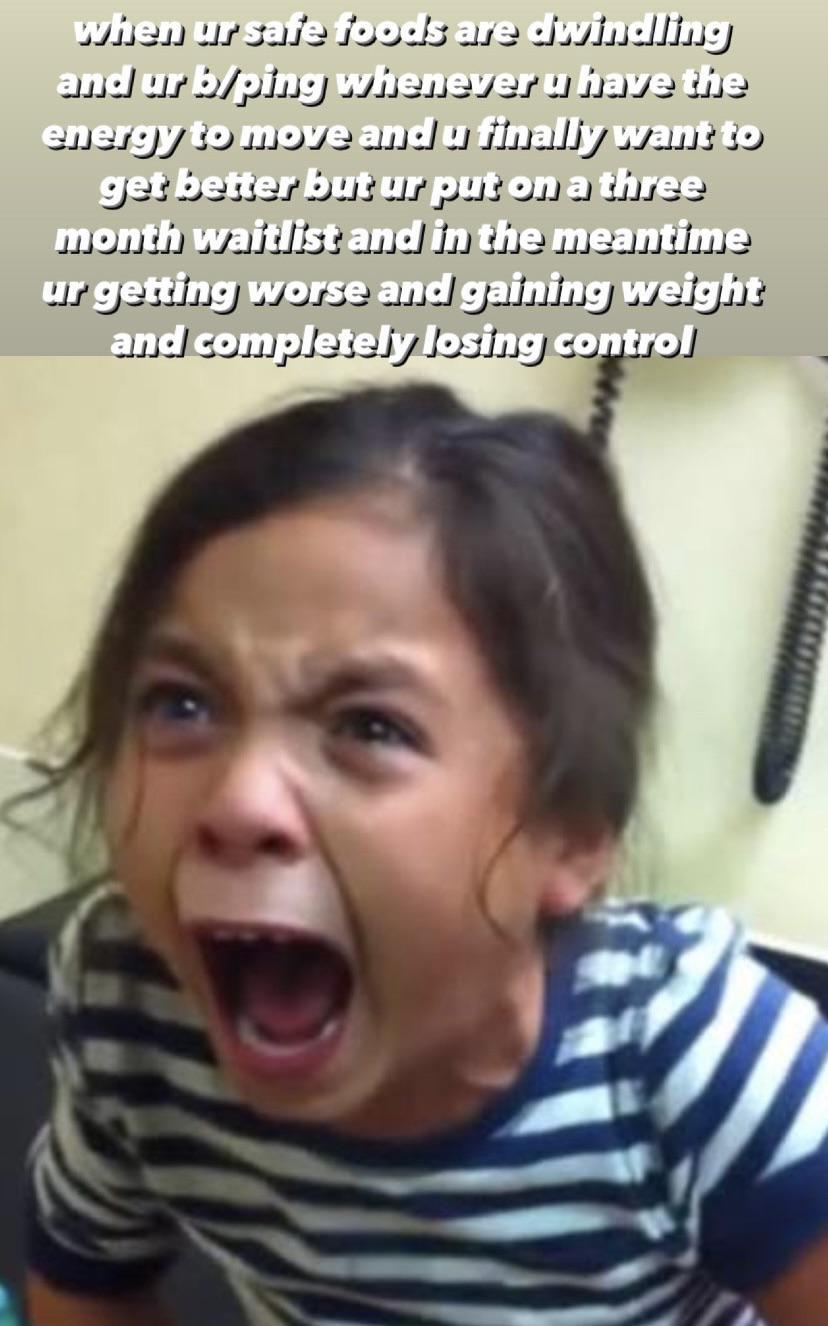 when ur safe foods are dwindling
and ur b/ping whenever u have the
energy to move and u finally want to
get better but ur put on a three
month waitlist and in the meantime
ur getting worse and gaining weight
and completely losing control